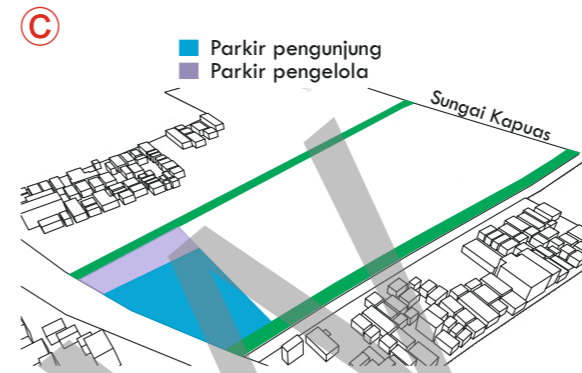 C
Parkir pengunjung
Parkir pengelola
Sungai Kapuas